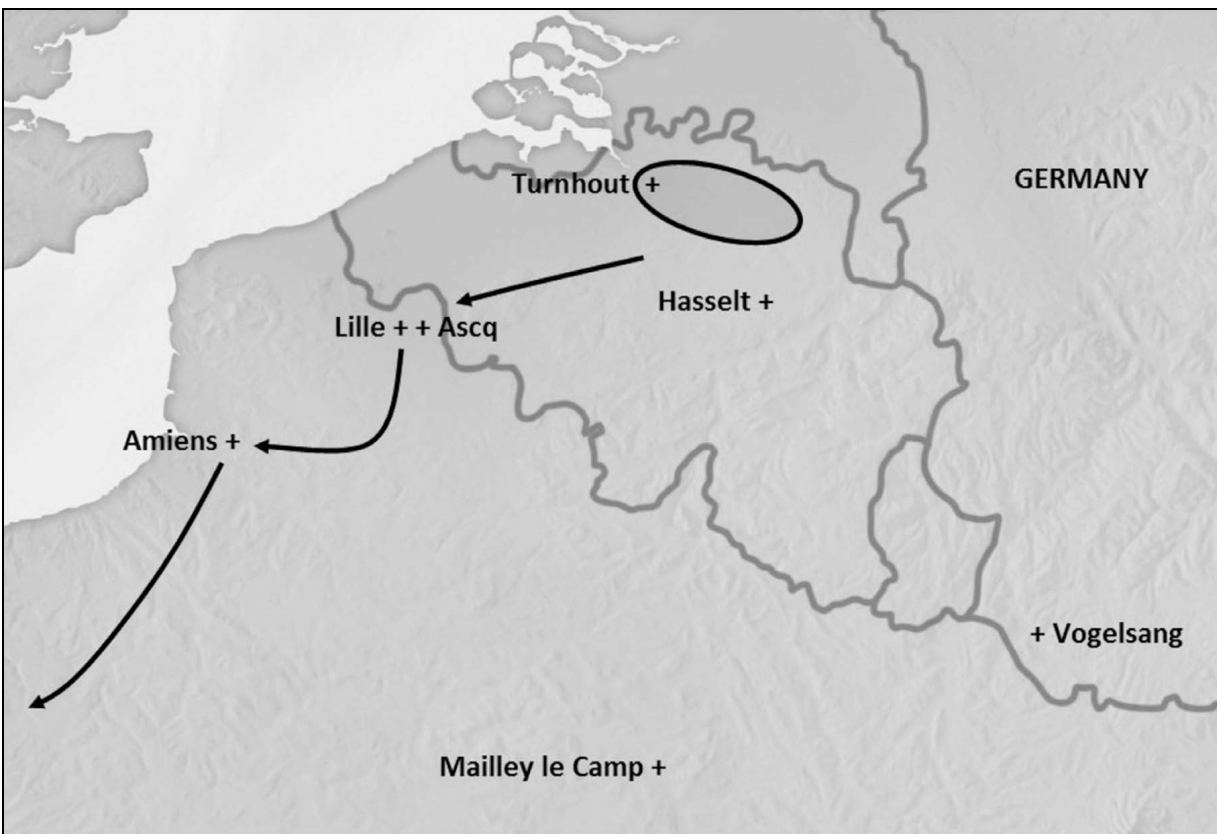 Turnhout +
GERMANY
Hasselt +
Lille + + Ascq
Amiens +
+ Vogelsang
Mailley le Camp +